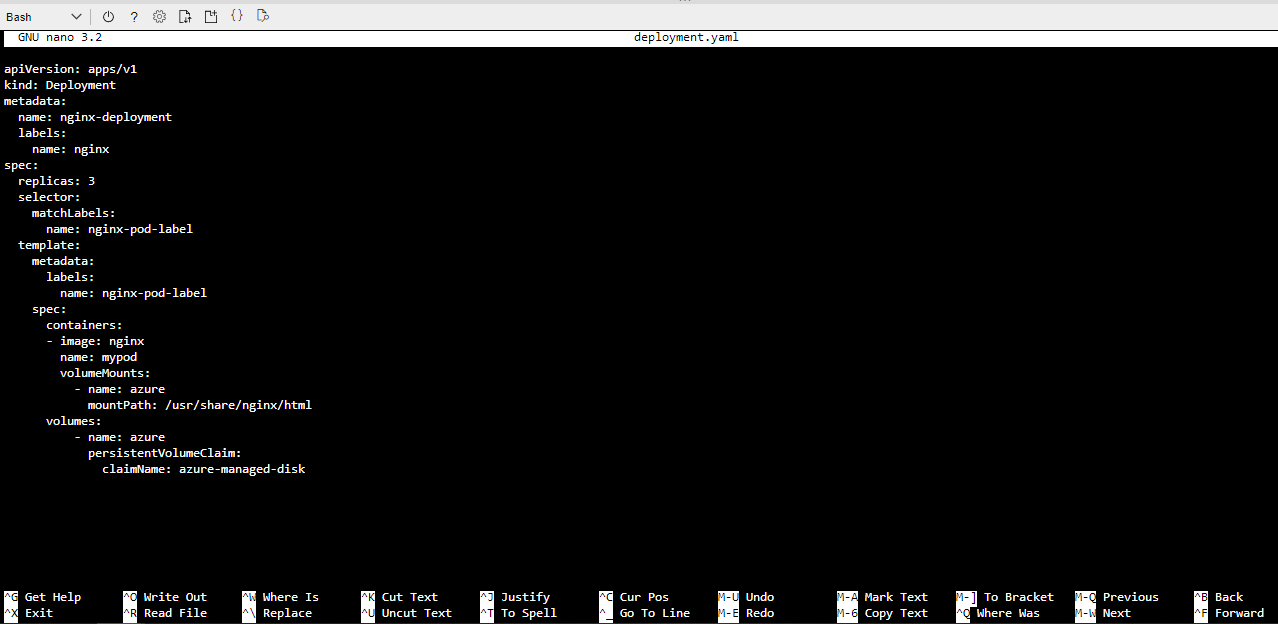 Bash ? {}
GNU nano 3.2 deployment.yaml
apiVersion: apps/v1
kind: Deployment
metadata:
  name: nginx-deployment
  labels:
    name: nginx
spec:
  replicas: 3
  selector:
    matchLabels:
      name: nginx-pod-label
  template:
    metadata:
      labels:
        name: nginx-pod-label
    spec:
      containers:
      - image: nginx
        name: mypod
        volumeMounts:
          - name: azure
            mountPath: /usr/share/nginx/html
      volumes:
          - name: azure
            persistentVolumeClaim:
              claimName: azure-managed-disk
^G Get Help ^O Write Out ^W Where Is ^K Cut Text ^J Justify ^C Cur Pos M-U Undo M-A Mark Text M-] To Bracket M-Q Previous ^B Back
^X Exit ^R Read File ^\ Replace ^U Uncut Text ^T To Spell ^_ Go To Line M-E Redo M-6 Copy Text ^Q Where Was M-W Next ^F Forward